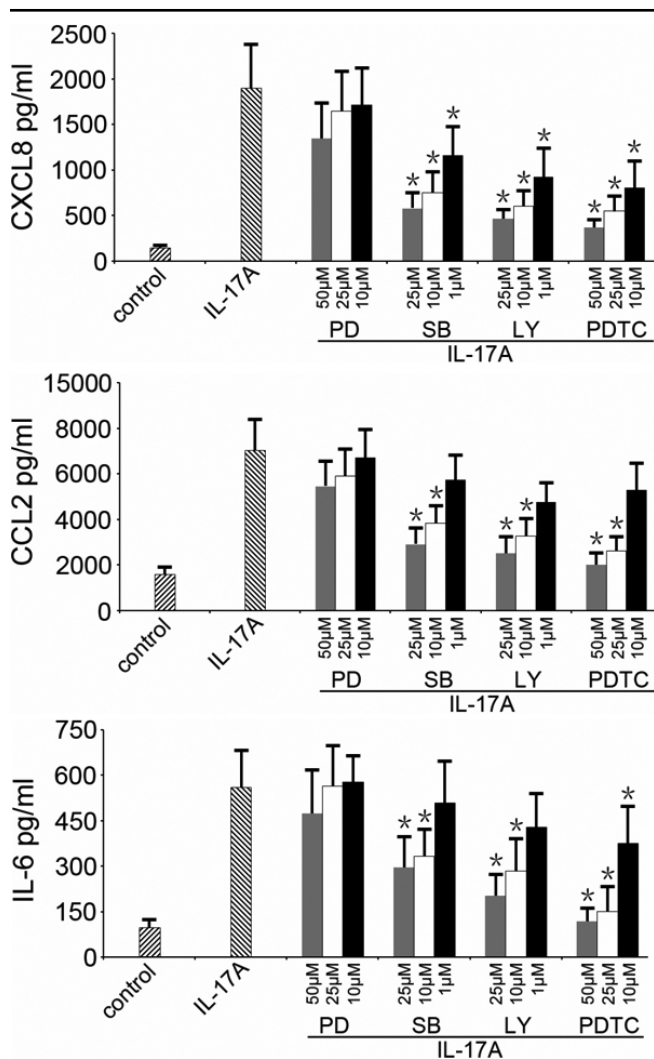 CXCL8 pg/ml
2500
2000
1500
1000
500
0
* * * * * * * * *
control
IL-17A
50µM 25µM 10µM 25µM 10µM 1µM 25µM 10µM 1µM 50µM 25µM 10µM
PD SB LY PDTC
IL-17A
CCL2 pg/ml
15000
8000
6000
4000
2000
0
* * * * * *
control
IL-17A
50µM 25µM 10µM 25µM 10µM 1µM 25µM 10µM 1µM 50µM 25µM 10µM
PD SB LY PDTC
IL-17A
IL-6 pg/ml
750
600
450
300
150
0
* * * * * * *
control
IL-17A
50µM 25µM 10µM 25µM 10µM 1µM 25µM 10µM 1µM 50µM 25µM 10µM
PD SB LY PDTC
IL-17A